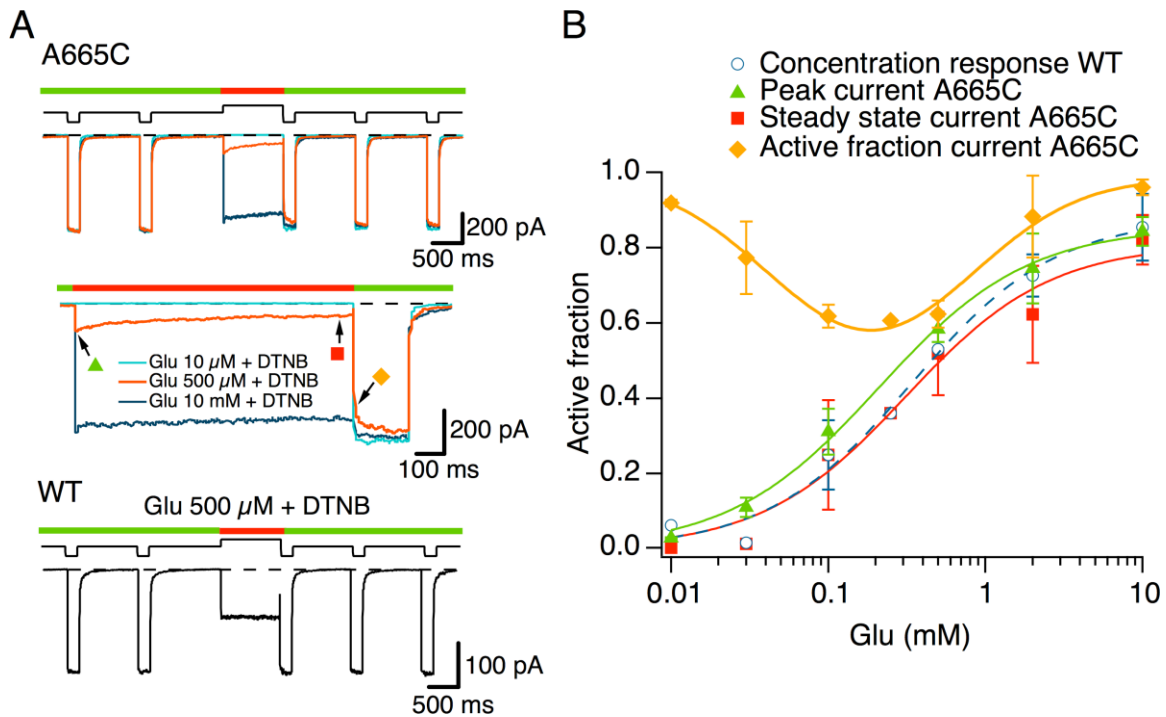 A
A665C
200 pA
500 ms
Glu 10 µM + DTNB
Glu 500 µM + DTNB
Glu 10 mM + DTNB
200 pA
100 ms
WT
Glu 500 µM + DTNB
100 pA
500 ms
B
Concentration response WT
Peak current A665C
Steady state current A665C
Active fraction current A665C
1.0
0.8
0.6
0.4
0.2
0.0
Active fraction
0.01
0.1
1
10
Glu (mM)